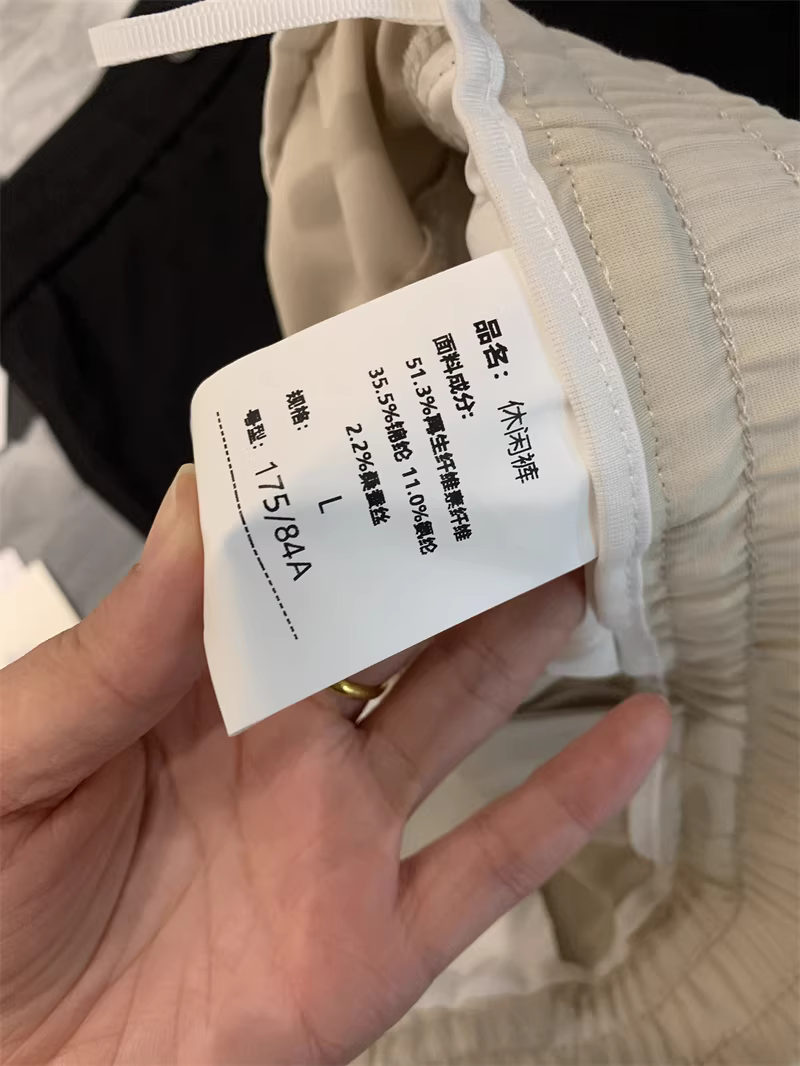 品名: 休闲裤
面料成分:
51.3%再生纤维素纤维
35.5%锦纶 11.0%氨纶
2.2%桑蚕丝
规格: L
号型: 175/84A